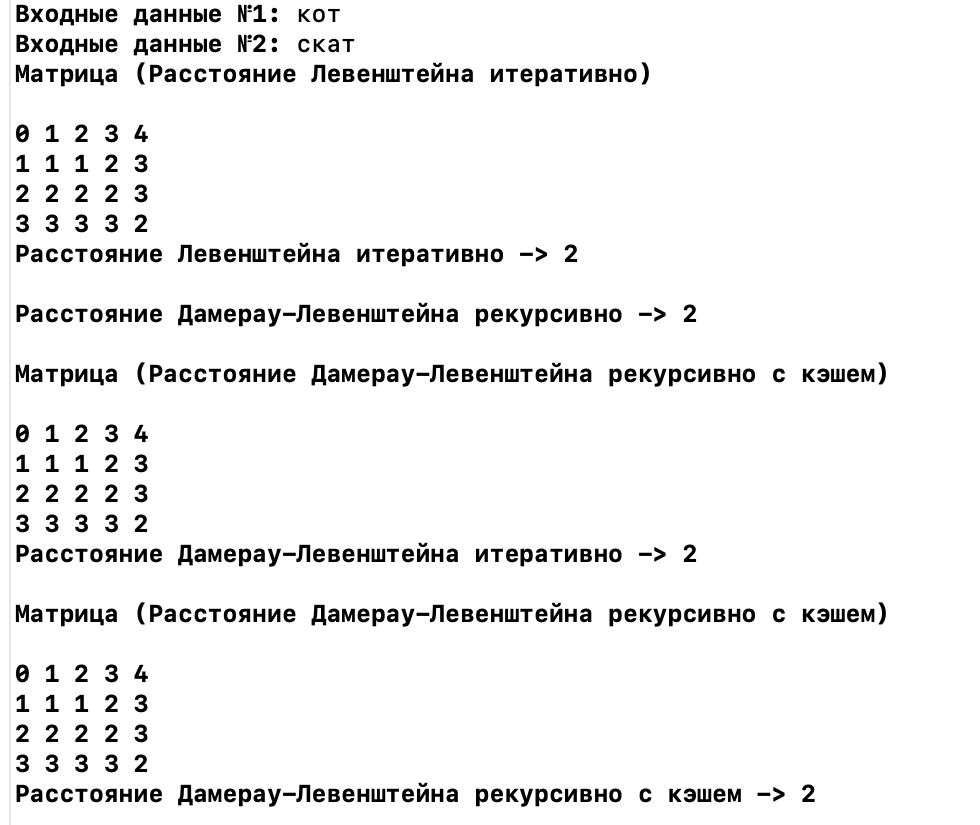 Входные данные №1: кот
Входные данные №2: скат
Матрица (Расстояние Левенштейна итеративно)
0 1 2 3 4
1 1 1 2 3
2 2 2 2 3
3 3 3 3 2
Расстояние Левенштейна итеративно -> 2
Расстояние Дамерау-Левенштейна рекурсивно -> 2
Матрица (Расстояние Дамерау-Левенштейна рекурсивно с кэшем)
0 1 2 3 4
1 1 1 2 3
2 2 2 2 3
3 3 3 3 2
Расстояние Дамерау-Левенштейна итеративно -> 2
Матрица (Расстояние Дамерау-Левенштейна рекурсивно с кэшем)
0 1 2 3 4
1 1 1 2 3
2 2 2 2 3
3 3 3 3 2
Расстояние Дамерау-Левенштейна рекурсивно с кэшем -> 2